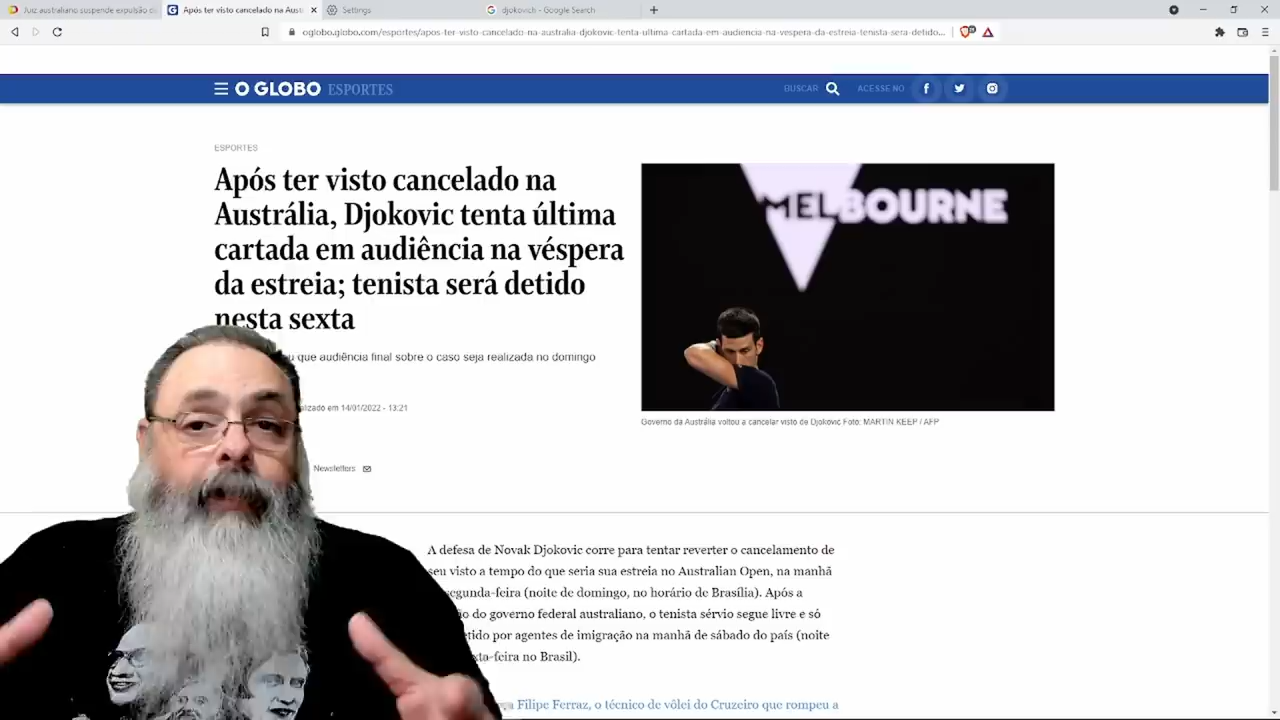 Juiz australiano suspende expulsão d
Após ter visto cancelado na Aust
Settings
djokovich - Google Search
oglobo.globo.com/esportes/apos-ter-visto-cancelado-na-australia-djokovic-tenta-ultima-cartada-em-audiencia-na-vespera-da-estreia-tenista-sera-detido...
O GLOBO ESPORTES
BUSCAR
ACESSE NO
ESPORTES
Após ter visto cancelado na
Austrália, Djokovic tenta última
cartada em audiência na véspera
da estreia; tenista será detido
nesta sexta
que audiência final sobre o caso seja realizada no domingo
MELBOURNE
em 14/01/2022 - 13:21
Governo da Austrália voltou a cancelar visto de Djokovic Foto: MARTIN KEEP / AFP
Newsletters
A defesa de Novak Djokovic corre para tentar reverter o cancelamento de
seu visto a tempo do que seria sua estreia no Australian Open, na manhã
segunda-feira (noite de domingo, no horário de Brasília). Após a
do governo federal australiano, o tenista sérvio segue livre e só
por agentes de imigração na manhã de sábado do país (noite
no Brasil).
Filipe Ferraz, o técnico de vôlei do Cruzeiro que rompeu a